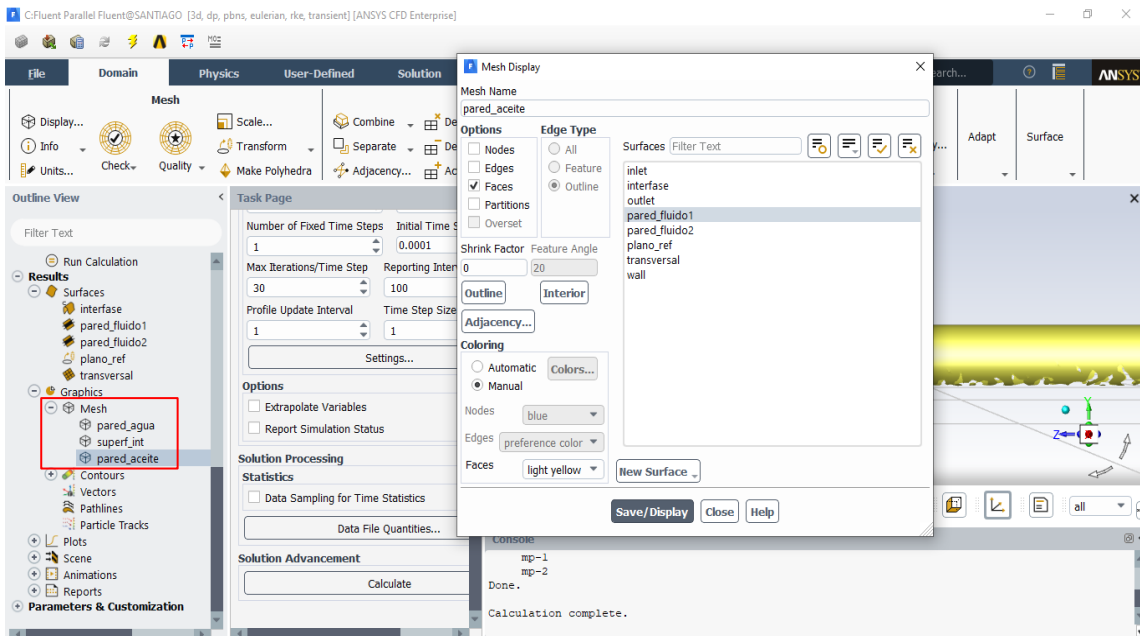 C:Fluent Parallel Fluent@SANTIAGO [3d, dp, pbns, eulerian, rke, transient] [ANSYS CFD Enterprise]
File Domain Physics User-Defined Solution
earch...
ANSYS
Mesh
Display...
Info
Units...
Check
Quality
Scale...
Transform
Make Polyhedra
Combine
Separate
Adjacency...
De
De
Ac
Adapt
Surface
Outline View
Filter Text
Run Calculation
Results
Surfaces
interfase
pared_fluido1
pared_fluido2
plano_ref
transversal
Graphics
Mesh
pared_agua
superf_int
pared_aceite
Contours
Vectors
Pathlines
Particle Tracks
Plots
Scene
Animations
Reports
Parameters & Customization
Task Page
Number of Fixed Time Steps Initial Time S
1 0.0001
Max Iterations/Time Step Reporting Inter
30 100
Profile Update Interval Time Step Size
1 1
Settings...
Options
Extrapolate Variables
Report Simulation Status
Solution Processing
Statistics
Data Sampling for Time Statistics
Data File Quantities...
Solution Advancement
Calculate
Mesh Display
Mesh Name
pared_aceite
Options
Nodes
Edges
Faces
Partitions
Overset
Edge Type
All
Feature
Outline
Shrink Factor Feature Angle
0 20
Outline Interior
Adjacency...
Coloring
Automatic Colors...
Manual
Nodes blue
Edges preference color
Faces light yellow
Surfaces Filter Text
inlet
interfase
outlet
pared_fluido1
pared_fluido2
plano_ref
transversal
wall
New Surface
Save/Display Close Help
Y
Z
all
Console
mp-1
mp-2
Done.
Calculation complete.